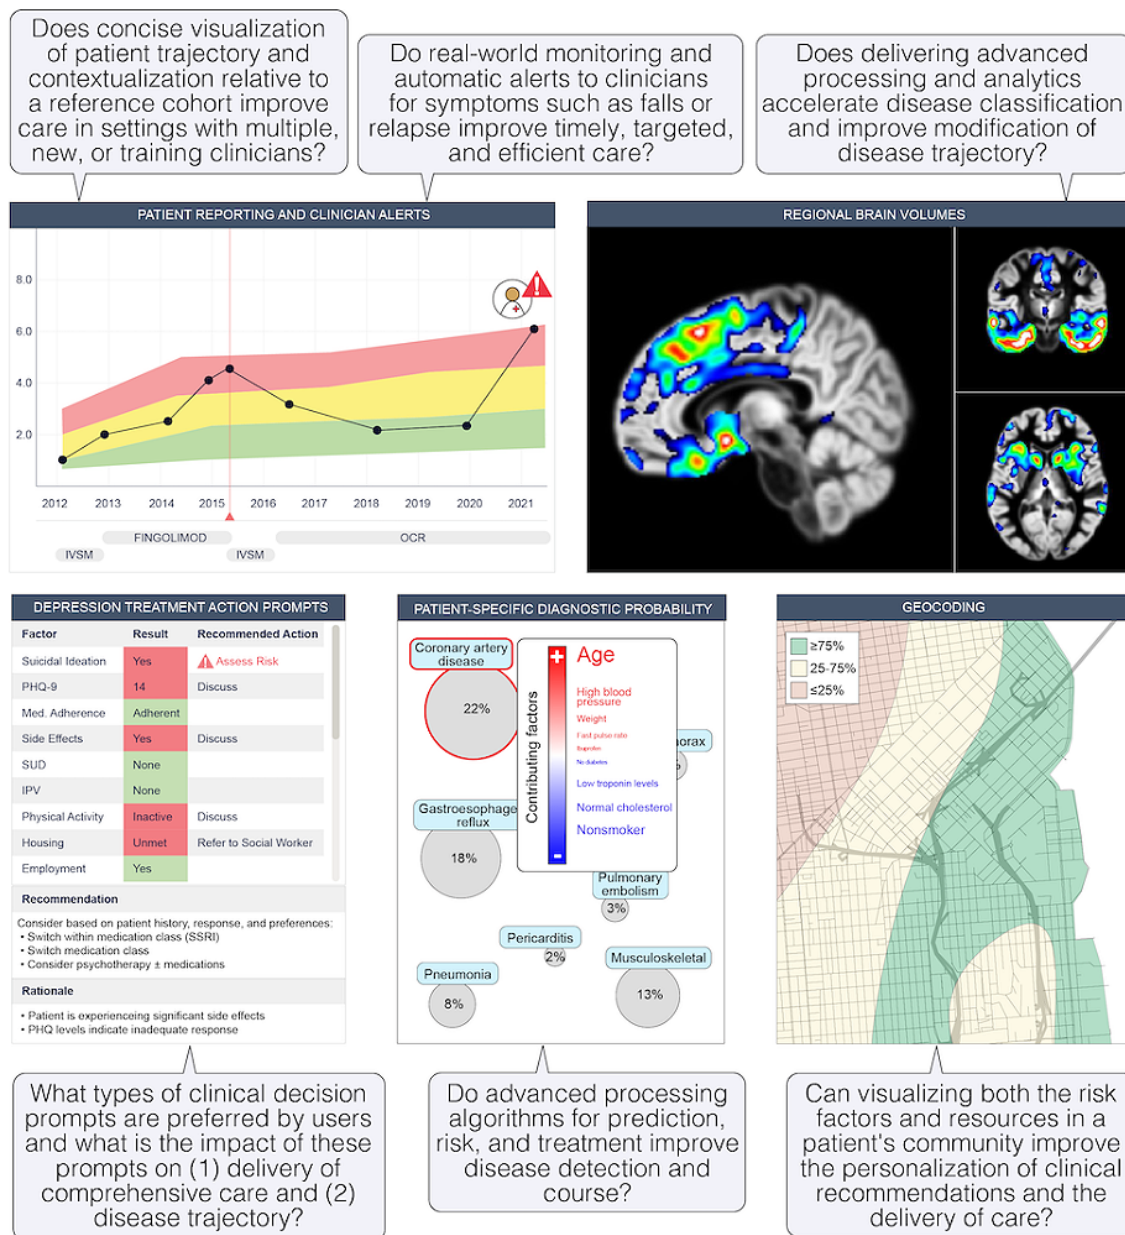 Does concise visualization
of patient trajectory and
contextualization relative to
a reference cohort improve
care in settings with multiple,
new, or training clinicians?
Do real-world monitoring and
automatic alerts to clinicians
for symptoms such as falls or
relapse improve timely, targeted,
and efficient care?
Does delivering advanced
processing and analytics
accelerate disease classification
and improve modification of
disease trajectory?
PATIENT REPORTING AND CLINICIAN ALERTS
8.0
6.0
4.0
2.0
2012 2013 2014 2015 2016 2017 2018 2019 2020 2021
FINGOLIMOD OCR
IVSM IVSM
REGIONAL BRAIN VOLUMES
DEPRESSION TREATMENT ACTION PROMPTS
Factor Result Recommended Action
Suicidal Ideation Yes Assess Risk
PHQ-9 14 Discuss
Med. Adherence Adherent
Side Effects Yes Discuss
SUD None
IPV None
Physical Activity Inactive Discuss
Housing Unmet Refer to Social Worker
Employment Yes
Recommendation
Consider based on patient history, response, and preferences:
• Switch within medication class (SSRI)
• Switch medication class
• Consider psychotherapy ± medications
Rationale
• Patient is experienceing significant side effects
• PHQ levels indicate inadequate response
PATIENT-SPECIFIC DIAGNOSTIC PROBABILITY
Coronary artery
disease
22%
Contributing factors
+
-
Age
High blood
pressure
Weight
Fast pulse rate
Ibuprofen
No diabetes
Low troponin levels
Normal cholesterol
Nonsmoker
orax
%
Gastroesophage
reflux
18%
Pulmonary
embolism
3%
Pericarditis
2%
Musculoskeletal
13%
Pneumonia
8%
GEOCODING
≥75%
25-75%
≤25%
What types of clinical decision
prompts are preferred by users
and what is the impact of these
prompts on (1) delivery of
comprehensive care and (2)
disease trajectory?
Do advanced processing
algorithms for prediction,
risk, and treatment improve
disease detection and
course?
Can visualizing both the risk
factors and resources in a
patient's community improve
the personalization of clinical
recommendations and the
delivery of care?